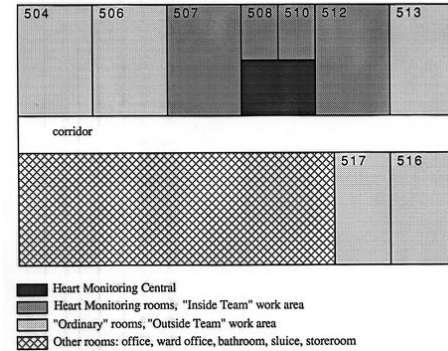 504 506 507 508 510 512 513
corridor
517 516
Heart Monitoring Central
Heart Monitoring rooms, "Inside Team" work area
"Ordinary" rooms, "Outside Team" work area
Other rooms: office, ward office, bathroom, sluice, storeroom